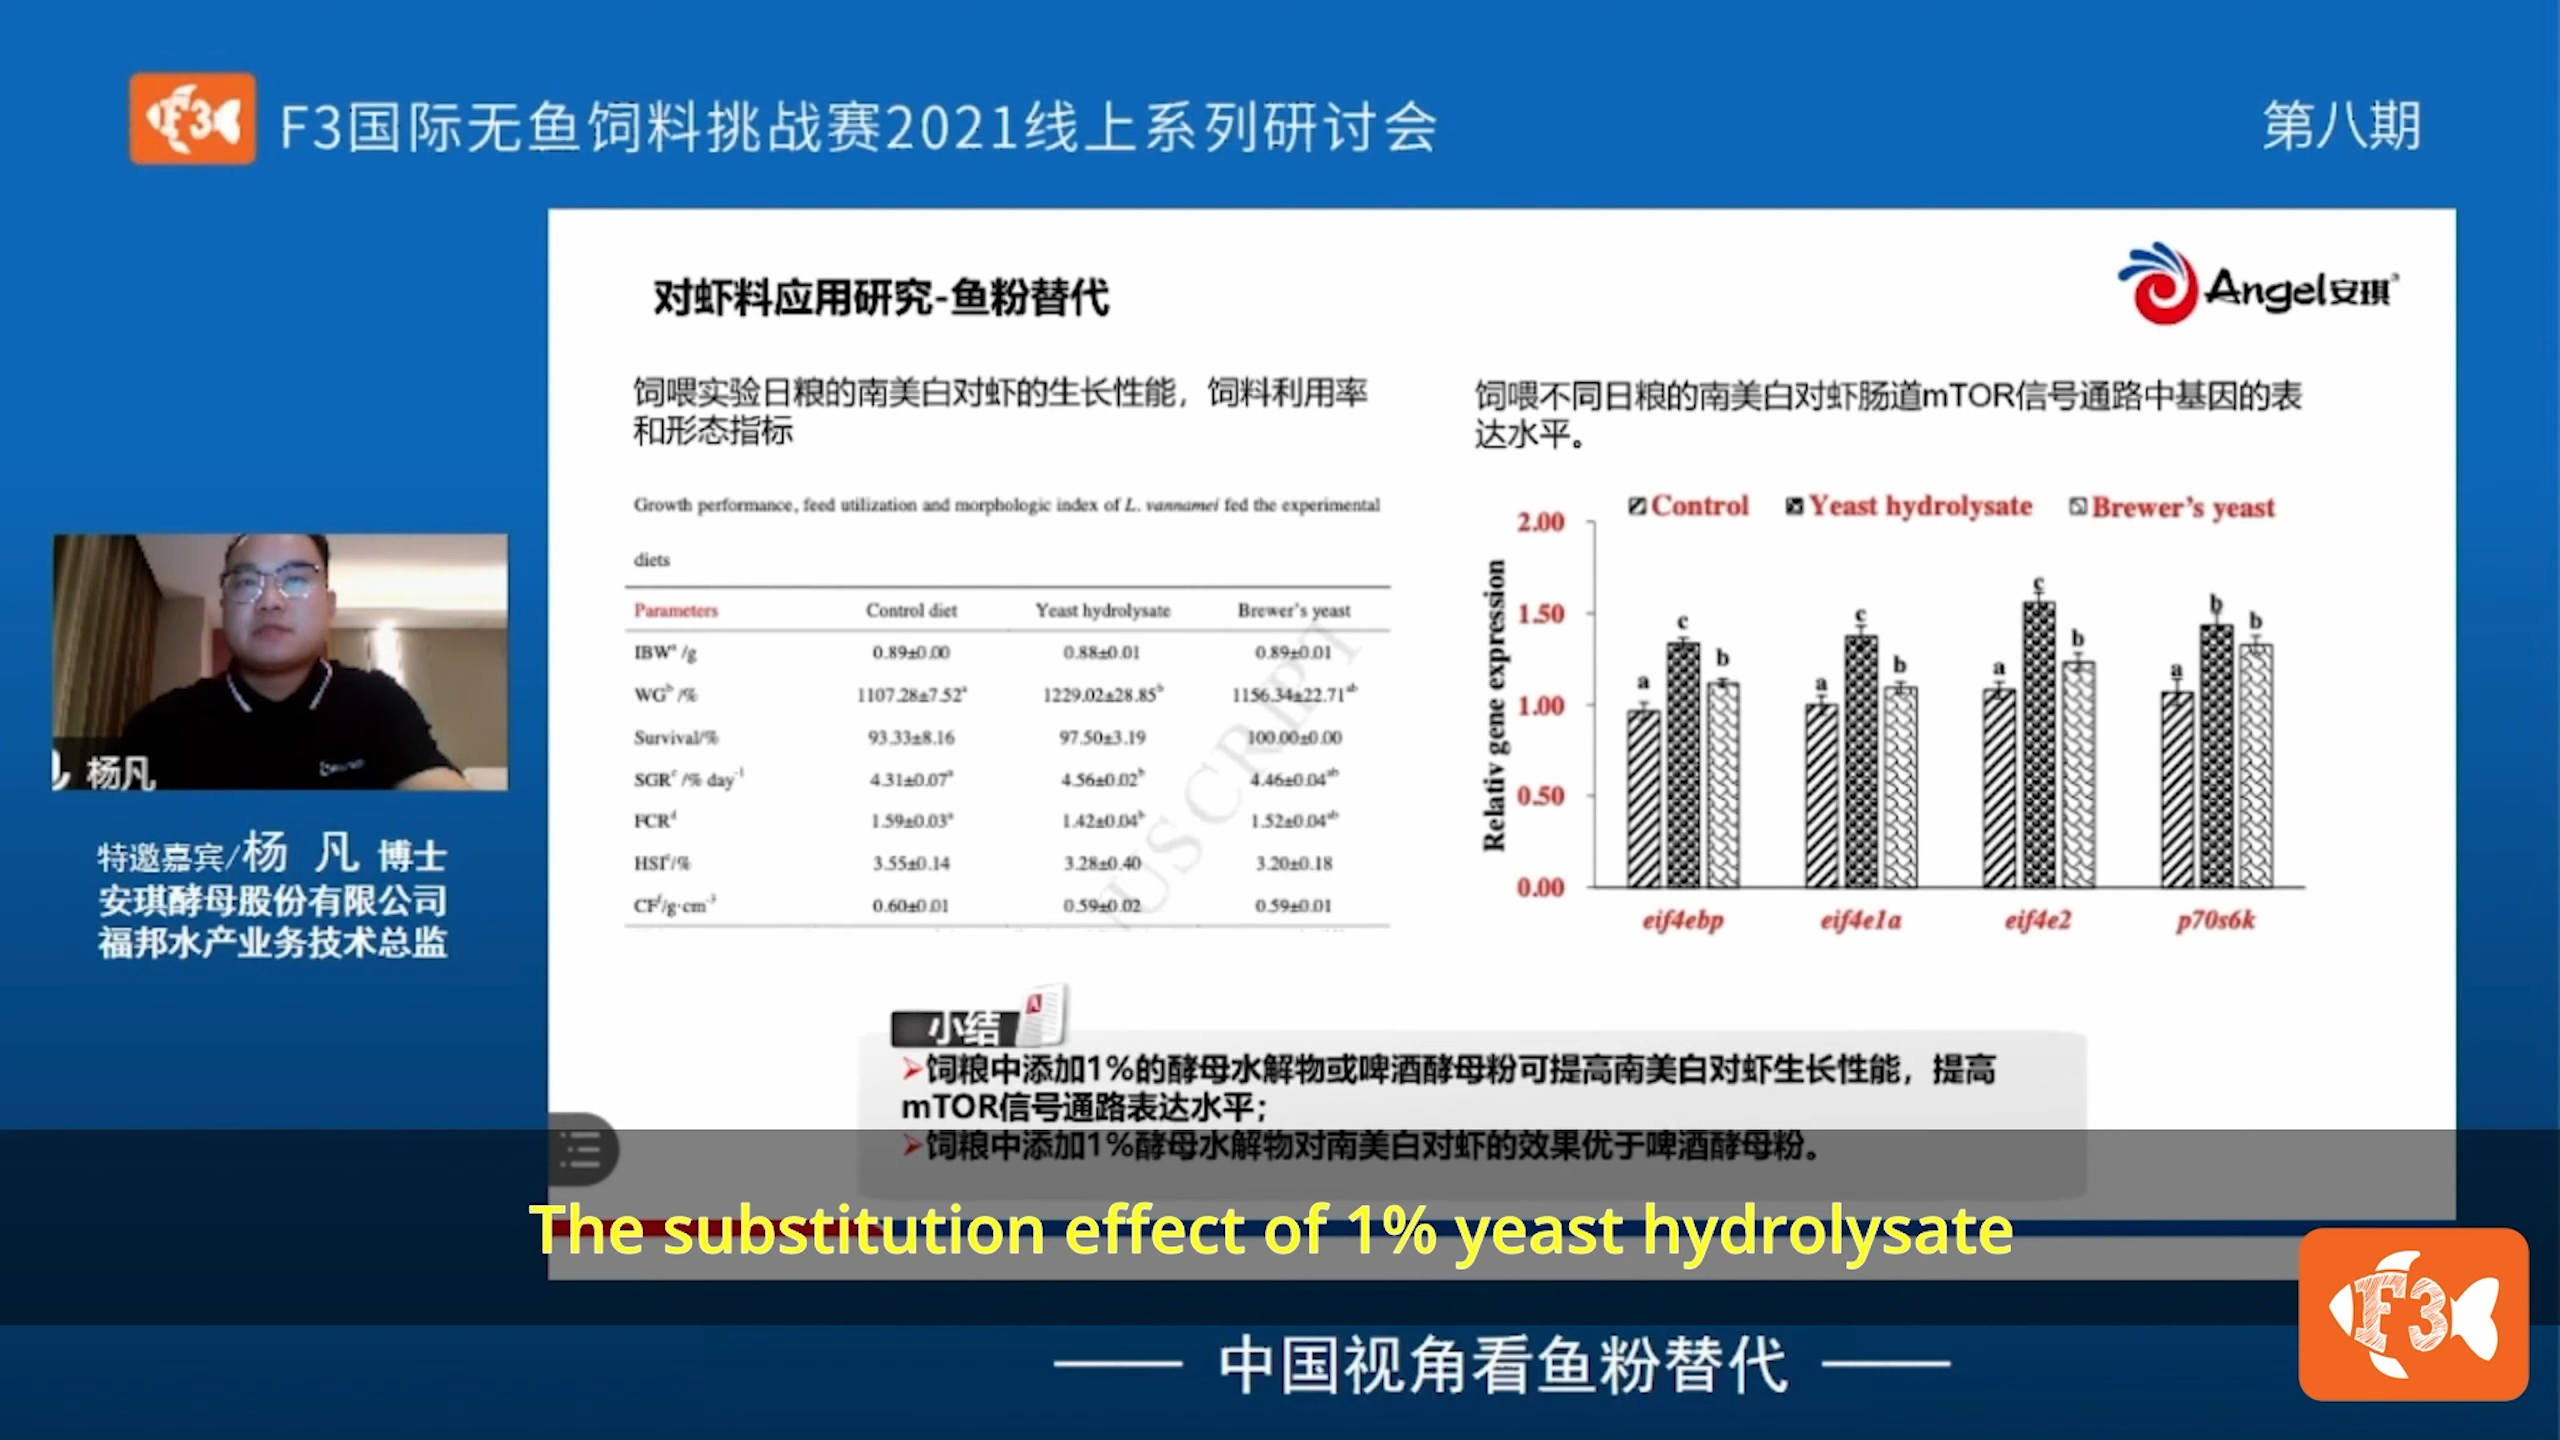 F3国际无鱼饲料挑战赛2021线上系列研讨会
第八期
对虾料应用研究-鱼粉替代
Angel安琪
饲喂实验日粮的南美白对虾的生长性能，饲料利用率
和形态指标
Growth performance, feed utilization and morphologic index of L. vannamei fed the experimental
diets
Parameters Control diet Yeast hydrolysate Brewer's yeast
IBWᵃ /g 0.89±0.00 0.88±0.01 0.89±0.01
WGᵇ /% 1107.28±7.52ᵃ 1229.02±28.85ᵇ 1156.34±22.71ᵃᵇ
Survival/% 93.33±8.16 97.50±3.19 100.00±0.00
SGRᶜ /% day⁻¹ 4.31±0.07ᵃ 4.56±0.02ᵇ 4.46±0.04ᵃᵇ
FCRᵈ 1.59±0.03ᵃ 1.42±0.04ᵇ 1.52±0.04ᵃᵇ
HSIᵉ/% 3.55±0.14 3.28±0.40 3.20±0.18
CFᶠ/g·cm⁻³ 0.60±0.01 0.59±0.02 0.59±0.01
饲喂不同日粮的南美白对虾肠道mTOR信号通路中基因的表
达水平。
Control Yeast hydrolysate Brewer's yeast
Relativ gene expression
2.00
1.50
1.00
0.50
0.00
a c b a c b a c b a b b
eif4ebp eif4e1a eif4e2 p70s6k
杨凡
特邀嘉宾/杨 凡 博士
安琪酵母股份有限公司
福邦水产业务技术总监
小结
➢饲粮中添加1%的酵母水解物或啤酒酵母粉可提高南美白对虾生长性能，提高
mTOR信号通路表达水平；
➢饲粮中添加1%酵母水解物对南美白对虾的效果优于啤酒酵母粉。
The substitution effect of 1% yeast hydrolysate
F3
中国视角看鱼粉替代